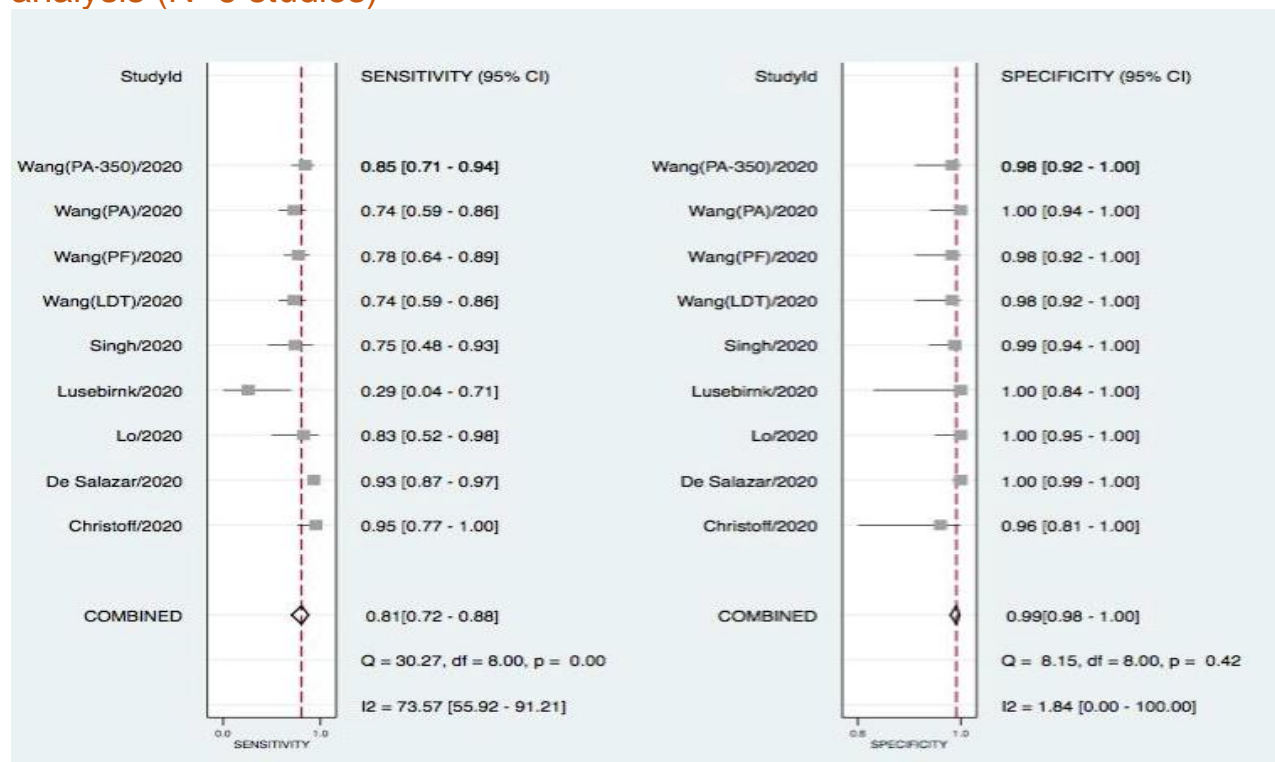 StudyId SENSITIVITY (95% CI) StudyId SPECIFICITY (95% CI)
Wang(PA-350)/2020 0.85 [0.71 - 0.94] Wang(PA-350)/2020 0.98 [0.92 - 1.00]
Wang(PA)/2020 0.74 [0.59 - 0.86] Wang(PA)/2020 1.00 [0.94 - 1.00]
Wang(PF)/2020 0.78 [0.64 - 0.89] Wang(PF)/2020 0.98 [0.92 - 1.00]
Wang(LDT)/2020 0.74 [0.59 - 0.86] Wang(LDT)/2020 0.98 [0.92 - 1.00]
Singh/2020 0.75 [0.48 - 0.93] Singh/2020 0.99 [0.94 - 1.00]
Lusebirnk/2020 0.29 [0.04 - 0.71] Lusebirnk/2020 1.00 [0.84 - 1.00]
Lo/2020 0.83 [0.52 - 0.98] Lo/2020 1.00 [0.95 - 1.00]
De Salazar/2020 0.93 [0.87 - 0.97] De Salazar/2020 1.00 [0.99 - 1.00]
Christoff/2020 0.95 [0.77 - 1.00] Christoff/2020 0.96 [0.81 - 1.00]
COMBINED 0.81[0.72 - 0.88] COMBINED 0.99[0.98 - 1.00]
Q = 30.27, df = 8.00, p = 0.00 Q = 8.15, df = 8.00, p = 0.42
I2 = 73.57 [55.92 - 91.21] I2 = 1.84 [0.00 - 100.00]
0.0 1.0 1.0
SENSITIVITY SPECIFICITY